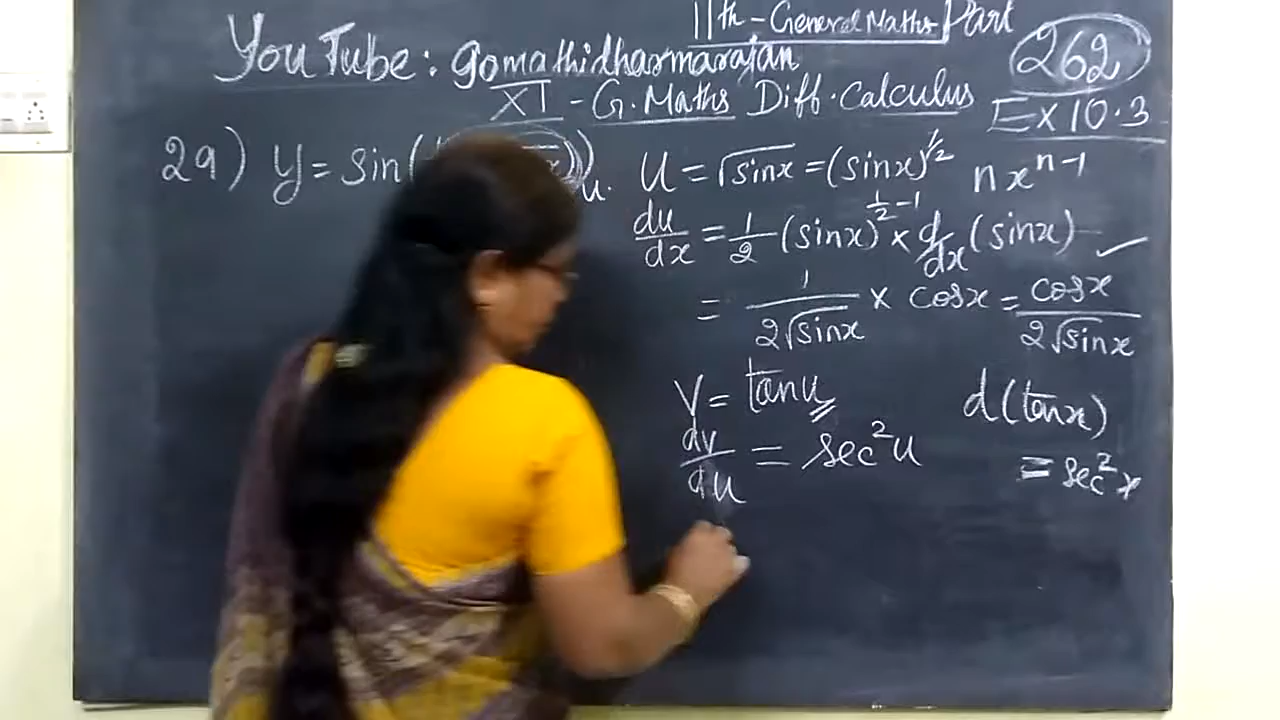 11th - General Maths Part
YouTube: gomathidharmarajan
262
XI - G. Maths Diff. Calculus
Ex 10.3
29) y = sin( x))
u.
u = √sinx = (sinx)^1/2
nx^n-1
du/dx = 1/2 (sinx)^1/2-1 × d/dx (sinx) ✓
= 1/2√sinx × cosx = cosx/2√sinx
v = tanu
d(tanx)
dv/du = sec²u
= sec²x